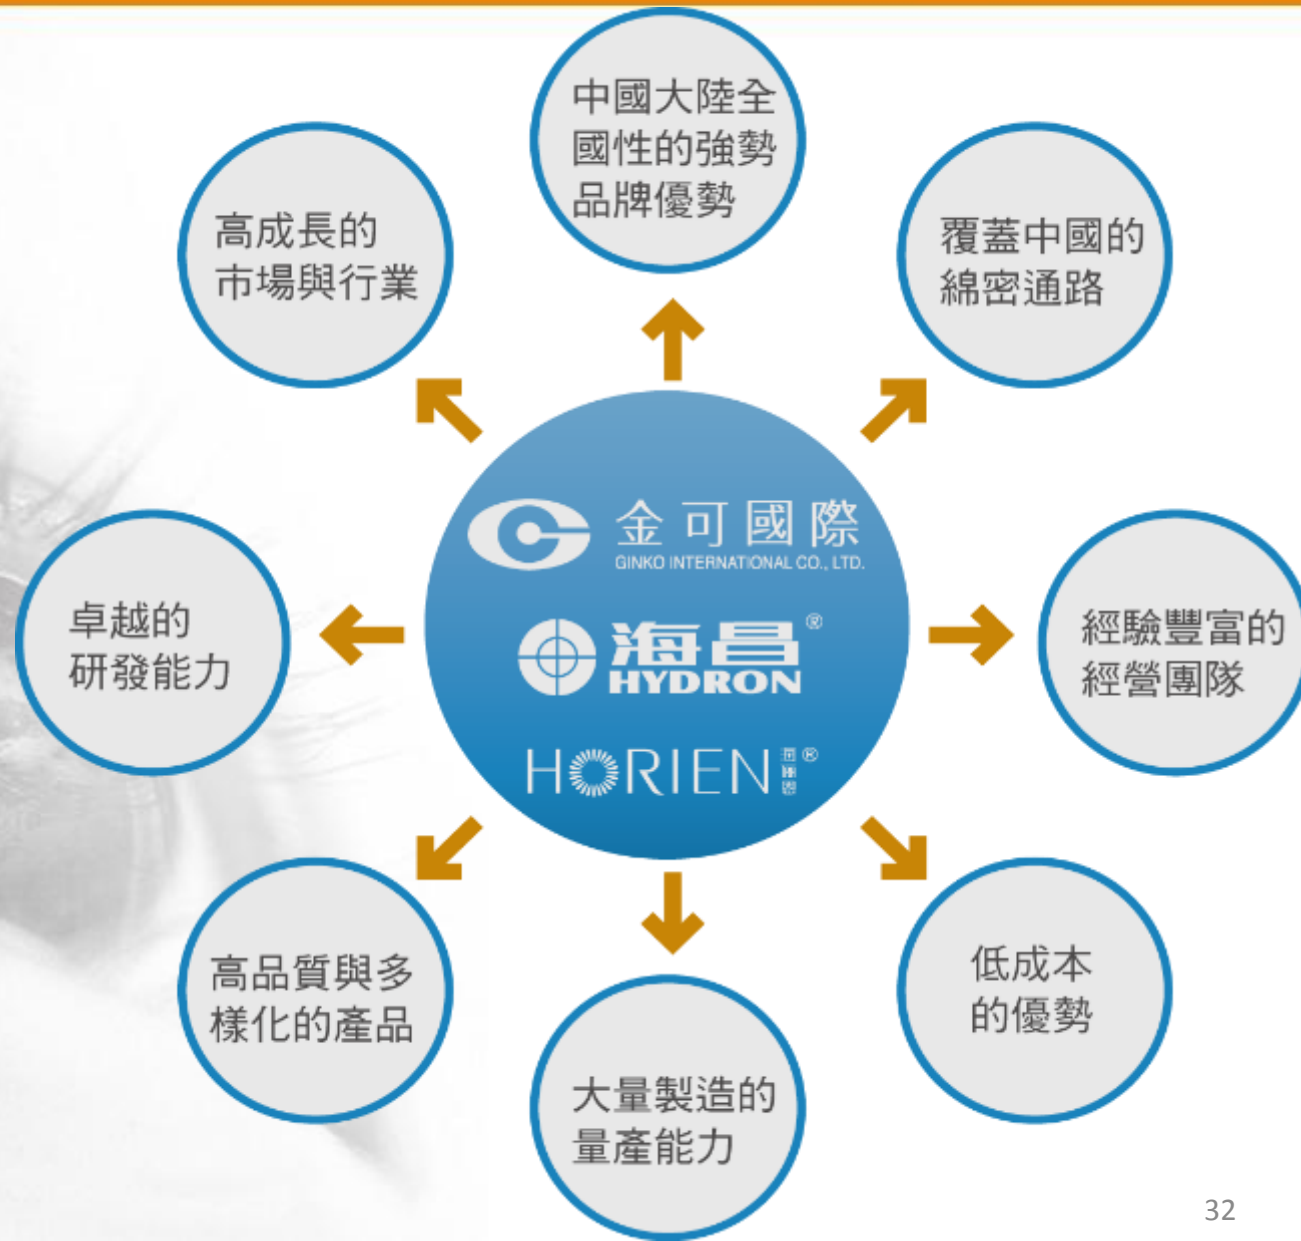 中國大陸全
國性的強勢
品牌優勢
高成長的
市場與行業
覆蓋中國的
綿密通路
金可國際
GINKO INTERNATIONAL CO., LTD.
海昌®
HYDRON
HORIEN®
卓越的
研發能力
經驗豐富的
經營團隊
高品質與多
樣化的產品
低成本
的優勢
大量製造的
量產能力
32